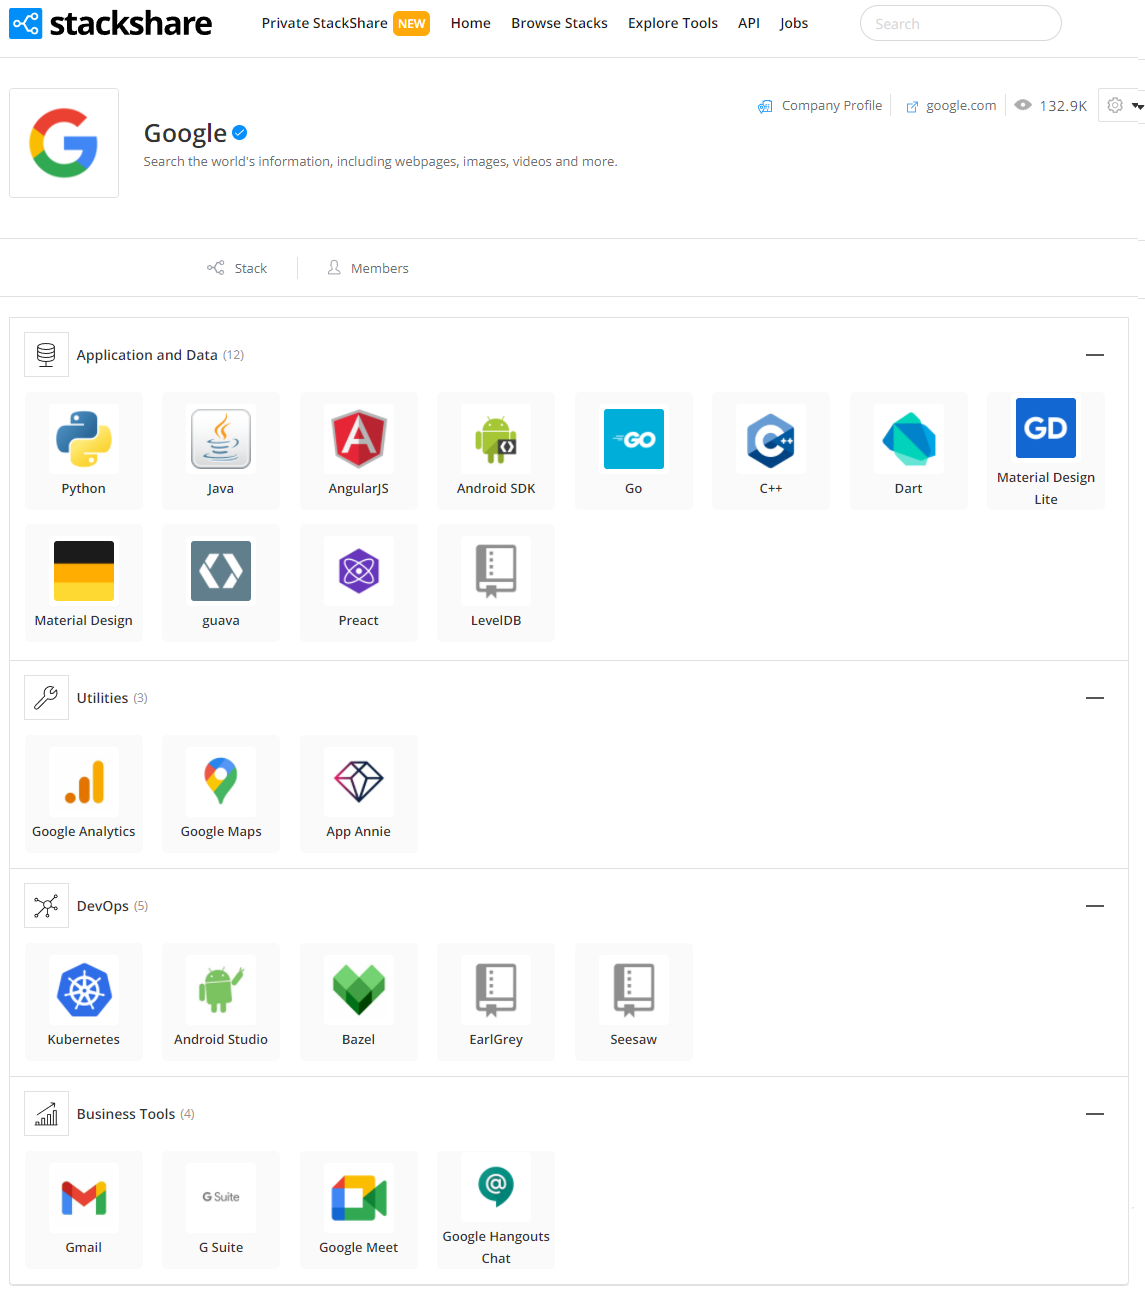 stackshare
Private StackShare NEW Home Browse Stacks Explore Tools API Jobs Search
Company Profile google.com 132.9K
Google
Search the world's information, including webpages, images, videos and more.
Stack Members
Application and Data (12)
GO C++ GD
Python Java AngularJS Android SDK Go C++ Dart Material Design
Lite
Material Design guava Preact LevelDB
Utilities (3)
Google Analytics Google Maps App Annie
DevOps (5)
Kubernetes Android Studio Bazel EarlGrey Seesaw
Business Tools (4)
G Suite
Gmail G Suite Google Meet Google Hangouts
Chat